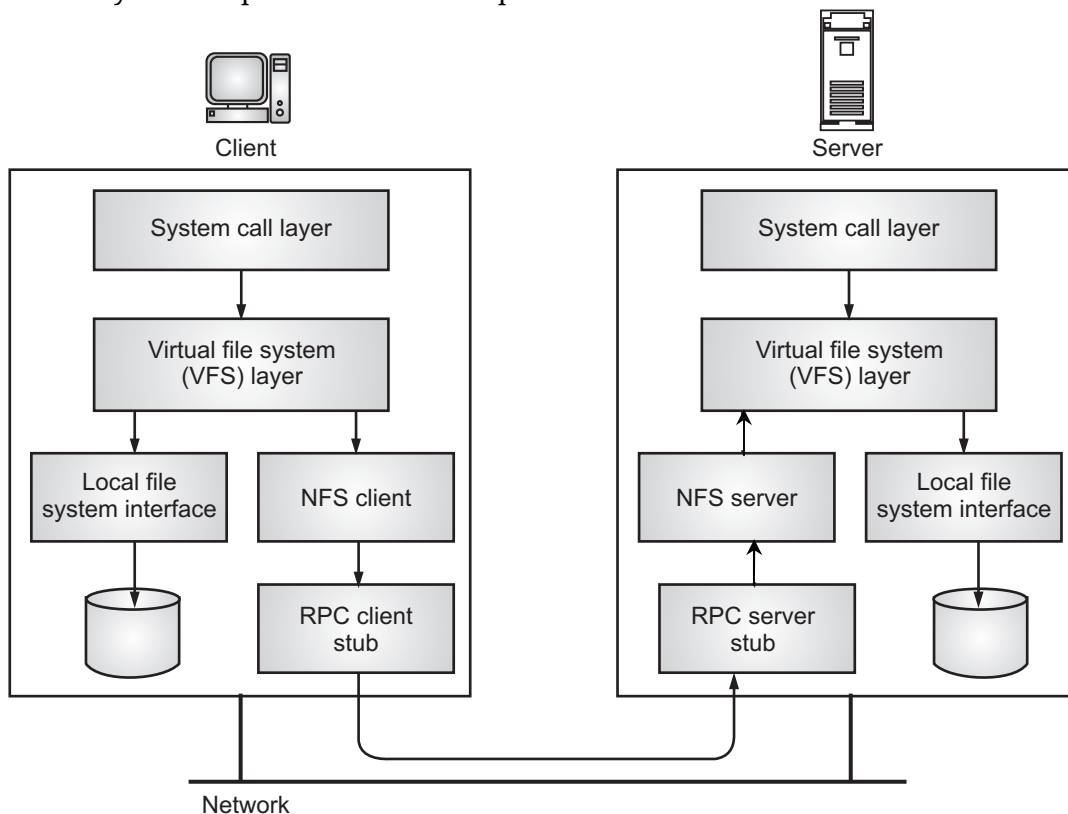 Client
Server
System call layer
System call layer
Virtual file system
(VFS) layer
Virtual file system
(VFS) layer
Local file
system interface
NFS client
NFS server
Local file
system interface
RPC client
stub
RPC server
stub
Network